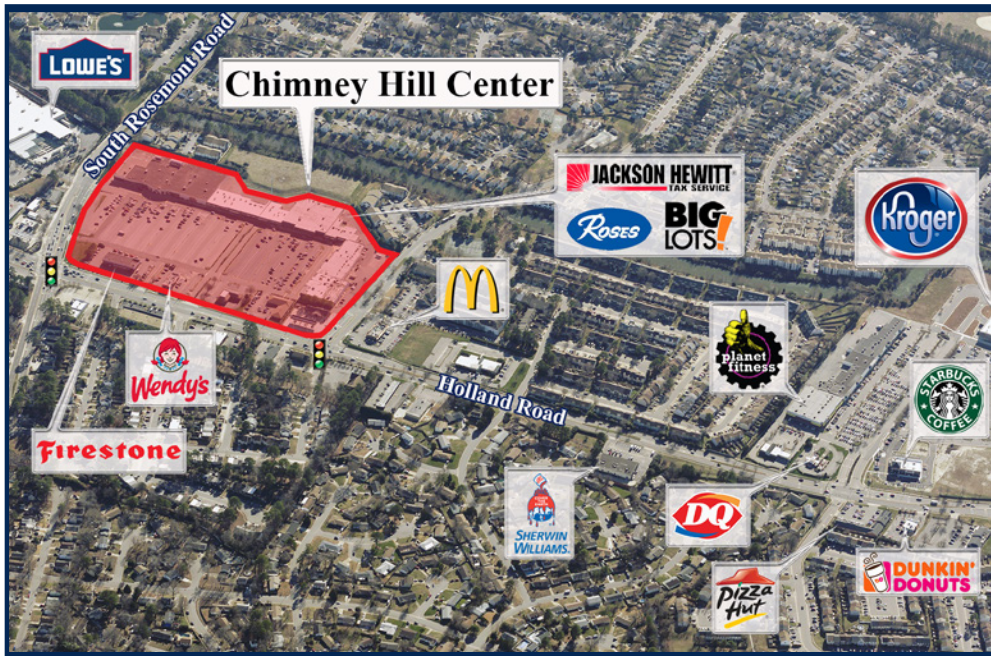 LOWE'S
South Rosemont Road
Chimney Hill Center
JACKSON HEWITT
TAX SERVICE
Roses
BIG
LOTS!
Kroger
M
planet
fitness
STARBUCKS
COFFEE
Wendy's
Holland Road
Firestone
SHERWIN
WILLIAMS.
DQ
Pizza
Hut
DUNKIN'
DONUTS